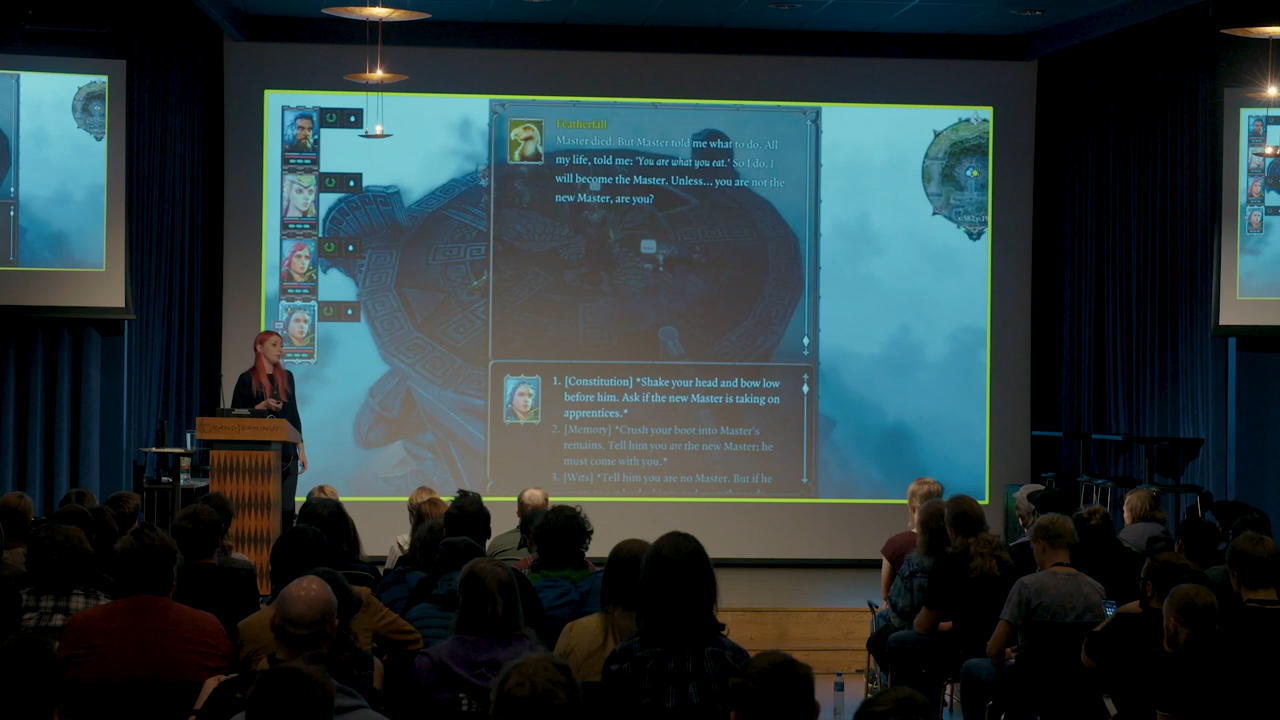 Featherfall
Master died. But Master told me what to do. All
my life, told me: 'You are what you eat.' So I do. I
will become the Master. Unless... you are not the
new Master, are you?
1. [Constitution] *Shake your head and bow low
before him. Ask if the new Master is taking on
apprentices.*
2. [Memory] *Crush your boot into Master's
remains. Tell him you are the new Master; he
must come with you.*
3. [Wits] *Tell him you are no Master. But if he
GRAND TERMINUS